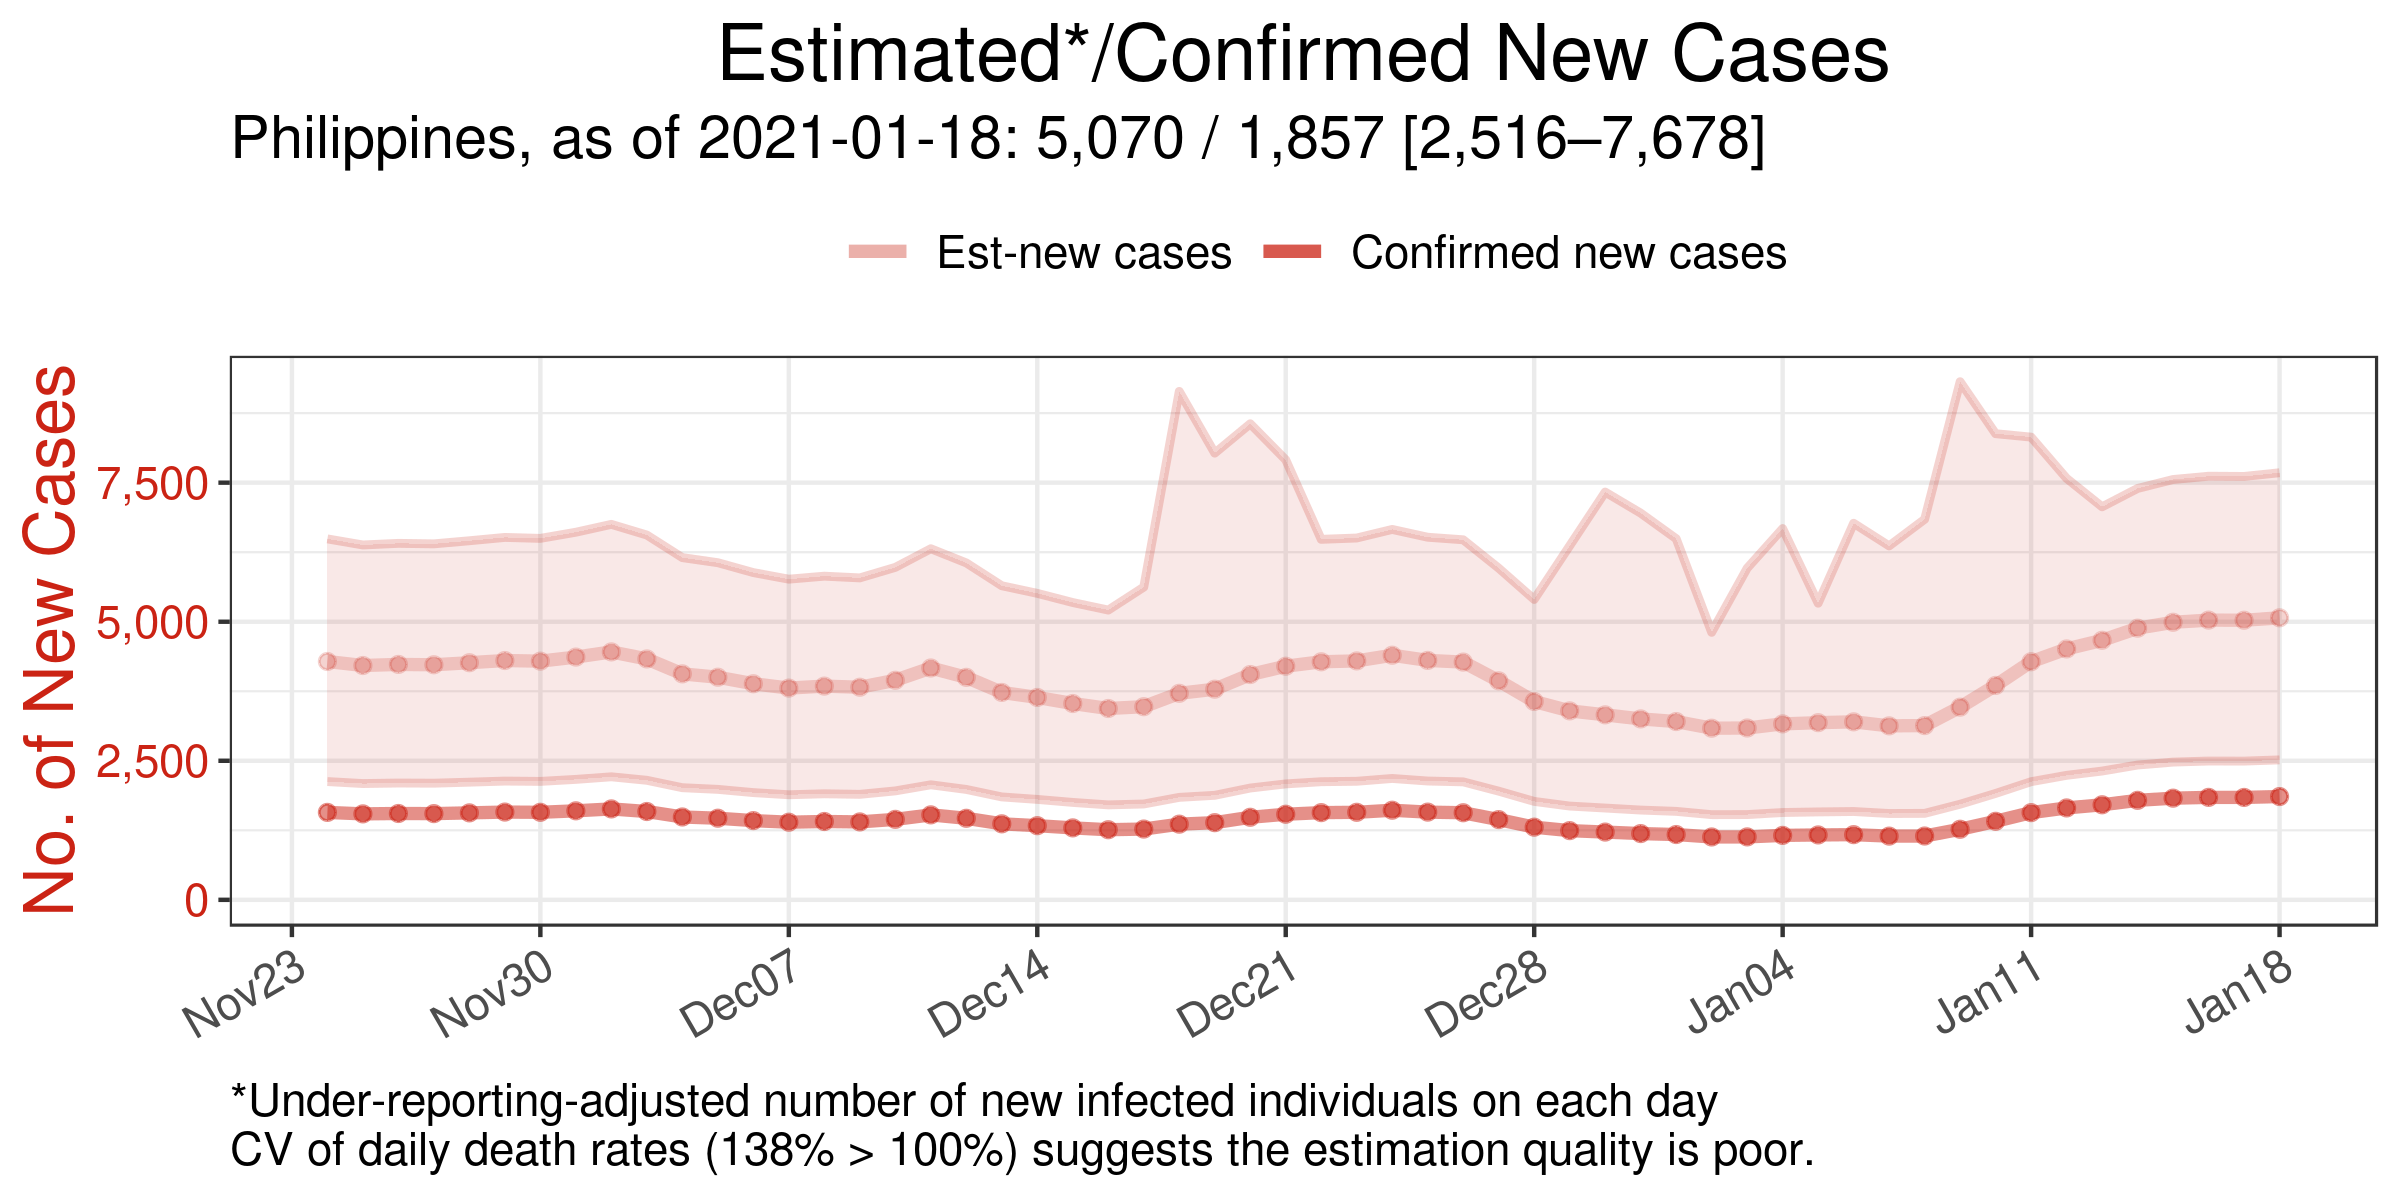 Estimated*/Confirmed New Cases
Philippines, as of 2021-01-18: 5,070 / 1,857 [2,516–7,678]
Est-new cases Confirmed new cases
No. of New Cases
7,500
5,000
2,500
0
Nov23 Nov30 Dec07 Dec14 Dec21 Dec28 Jan04 Jan11 Jan18
*Under-reporting-adjusted number of new infected individuals on each day
CV of daily death rates (138% > 100%) suggests the estimation quality is poor.